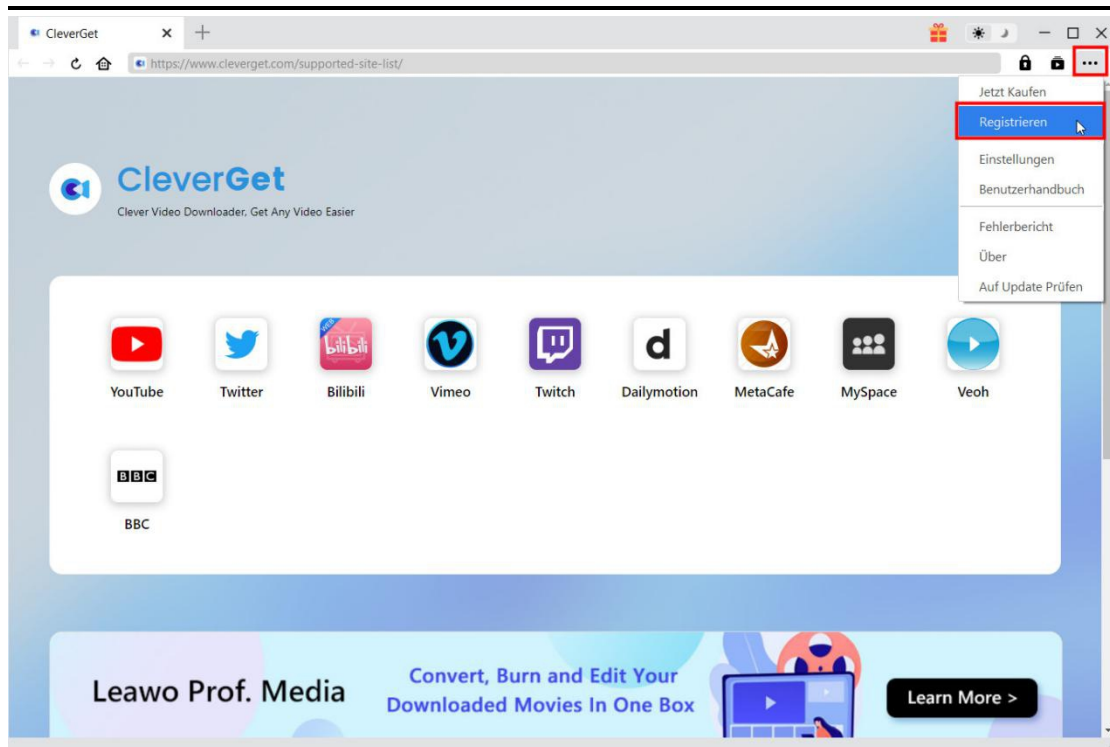 CleverGet
https://www.cleverget.com/supported-site-list/
Jetzt Kaufen
Registrieren
Einstellungen
Benutzerhandbuch
Fehlerbericht
Über
Auf Update Prüfen
CleverGet
Clever Video Downloader, Get Any Video Easier
WEB
bilibili
d
YouTube Twitter Bilibili Vimeo Twitch Dailymotion MetaCafe MySpace Veoh
BBC
BBC
Leawo Prof. Media
Convert, Burn and Edit Your
Downloaded Movies In One Box
Learn More >